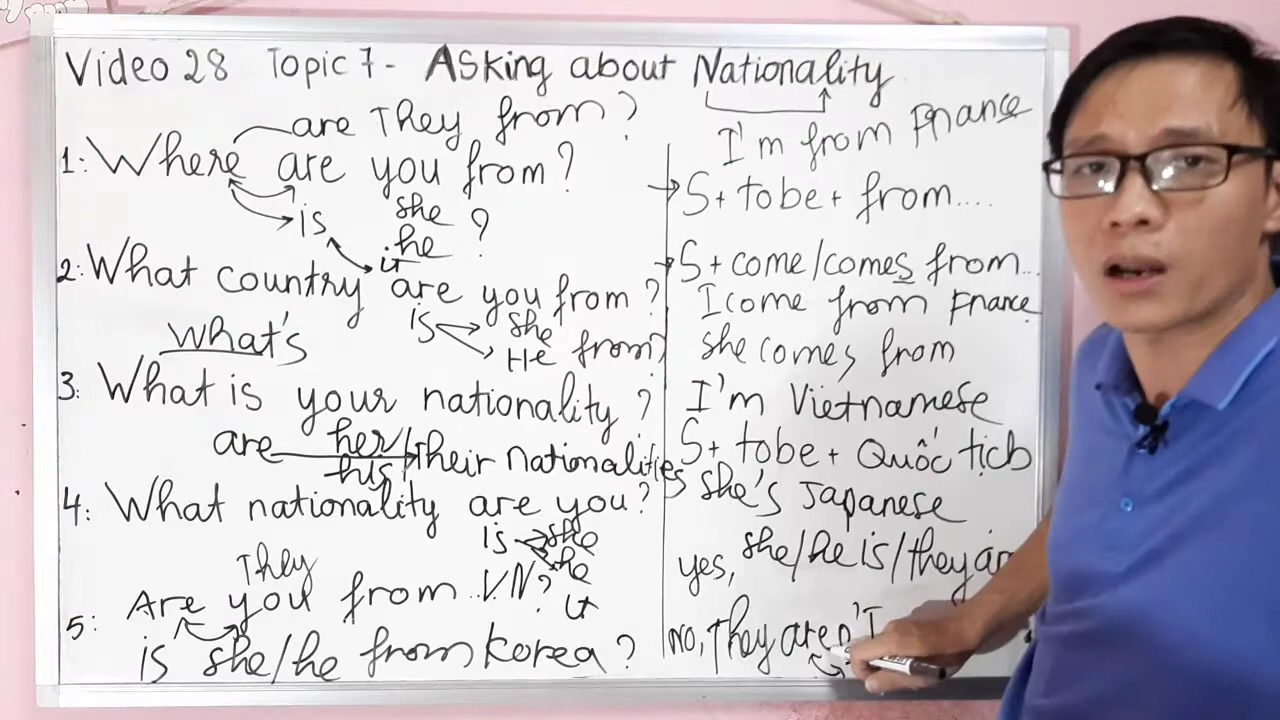 Video 28 Topic 7 - Asking about Nationality
are They from?
1: Where are you from?
is she ?
he
it
2: What country are you from?
is she
He from?
What's
3: What is your nationality?
are her/Their nationalities
his
4: What nationality are you?
is she
he
it
They
5: Are you from ..V.N?
is she/he from Korea?
I'm from Phance
S+ tobe+ from....
S+ come/comes from...
I come from Phance
she comes from
I'm Vietnamese
S+ tobe+ Quốc tịch
she's Japanese
yes, she/he is/they
no, They aren't